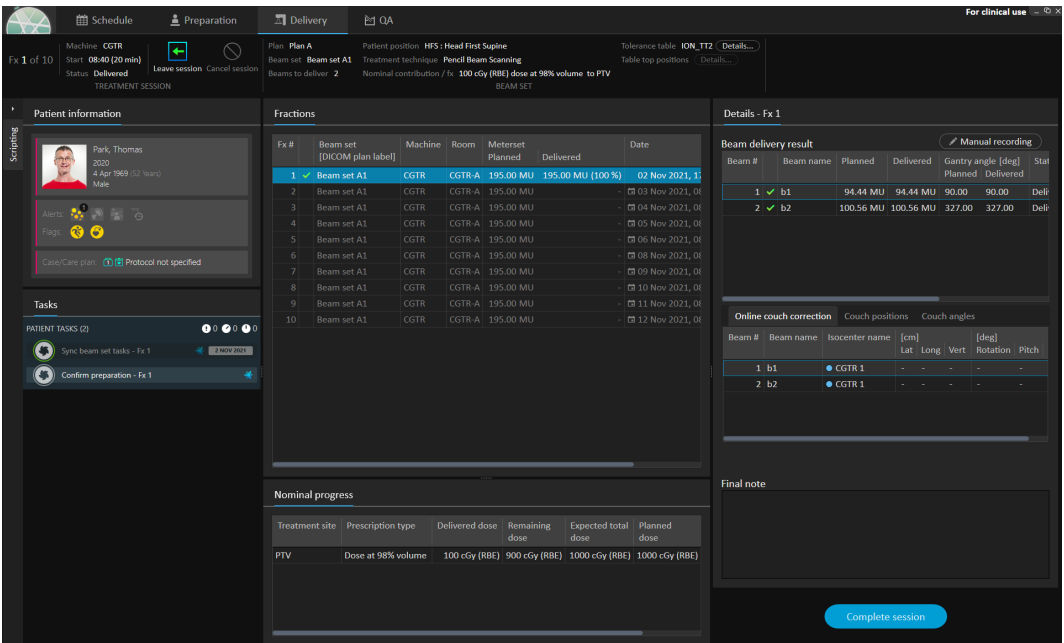 For clinical use
Schedule
Preparation
Delivery
QA
Fx 1 of 10
Machine CGTR
Start 08:40 (20 min)
Status Delivered
Leave session
Cancel session
TREATMENT SESSION
Plan Plan A
Beam set Beam set A1
Beams to deliver 2
Patient position HFS : Head First Supine
Treatment technique Pencil Beam Scanning
Nominal contribution / fx 100 cGy (RBE) dose at 98% volume to PTV
Tolerance table ION_TT2 Details...
Table top positions Details...
BEAM SET
Scripting
Patient information
Park, Thomas
2020
4 Apr 1969 (52 Years)
Male
Alerts: 1
Flags:
Case/Care plan: 1 Protocol not specified
Tasks
PATIENT TASKS (2) 0 0 0
Sync beam set tasks - Fx 1 2 NOV 2021
Confirm preparation - Fx 1
Fractions
Fx # Beam set Machine Room Meterset Date
[DICOM plan label] Planned Delivered
1 Beam set A1 CGTR CGTR-A 195.00 MU 195.00 MU (100 %) 02 Nov 2021, 17
2 Beam set A1 CGTR CGTR-A 195.00 MU - 03 Nov 2021, 08
3 Beam set A1 CGTR CGTR-A 195.00 MU - 04 Nov 2021, 08
4 Beam set A1 CGTR CGTR-A 195.00 MU - 05 Nov 2021, 08
5 Beam set A1 CGTR CGTR-A 195.00 MU - 06 Nov 2021, 08
6 Beam set A1 CGTR CGTR-A 195.00 MU - 08 Nov 2021, 08
7 Beam set A1 CGTR CGTR-A 195.00 MU - 09 Nov 2021, 08
8 Beam set A1 CGTR CGTR-A 195.00 MU - 10 Nov 2021, 08
9 Beam set A1 CGTR CGTR-A 195.00 MU - 11 Nov 2021, 08
10 Beam set A1 CGTR CGTR-A 195.00 MU - 12 Nov 2021, 08
Nominal progress
Treatment site Prescription type Delivered dose Remaining dose Expected total dose Planned dose
PTV Dose at 98% volume 100 cGy (RBE) 900 cGy (RBE) 1000 cGy (RBE) 1000 cGy (RBE)
Details - Fx 1
Beam delivery result
Manual recording
Beam # Beam name Planned Delivered Gantry angle [deg] Stat
Planned Delivered
1 b1 94.44 MU 94.44 MU 90.00 90.00 Deli
2 b2 100.56 MU 100.56 MU 327.00 327.00 Deli
Online couch correction Couch positions Couch angles
Beam # Beam name Isocenter name [cm] [deg]
Lat Long Vert Rotation Pitch
1 b1 CGTR 1 - - - - -
2 b2 CGTR 1 - - - - -
Final note
Complete session